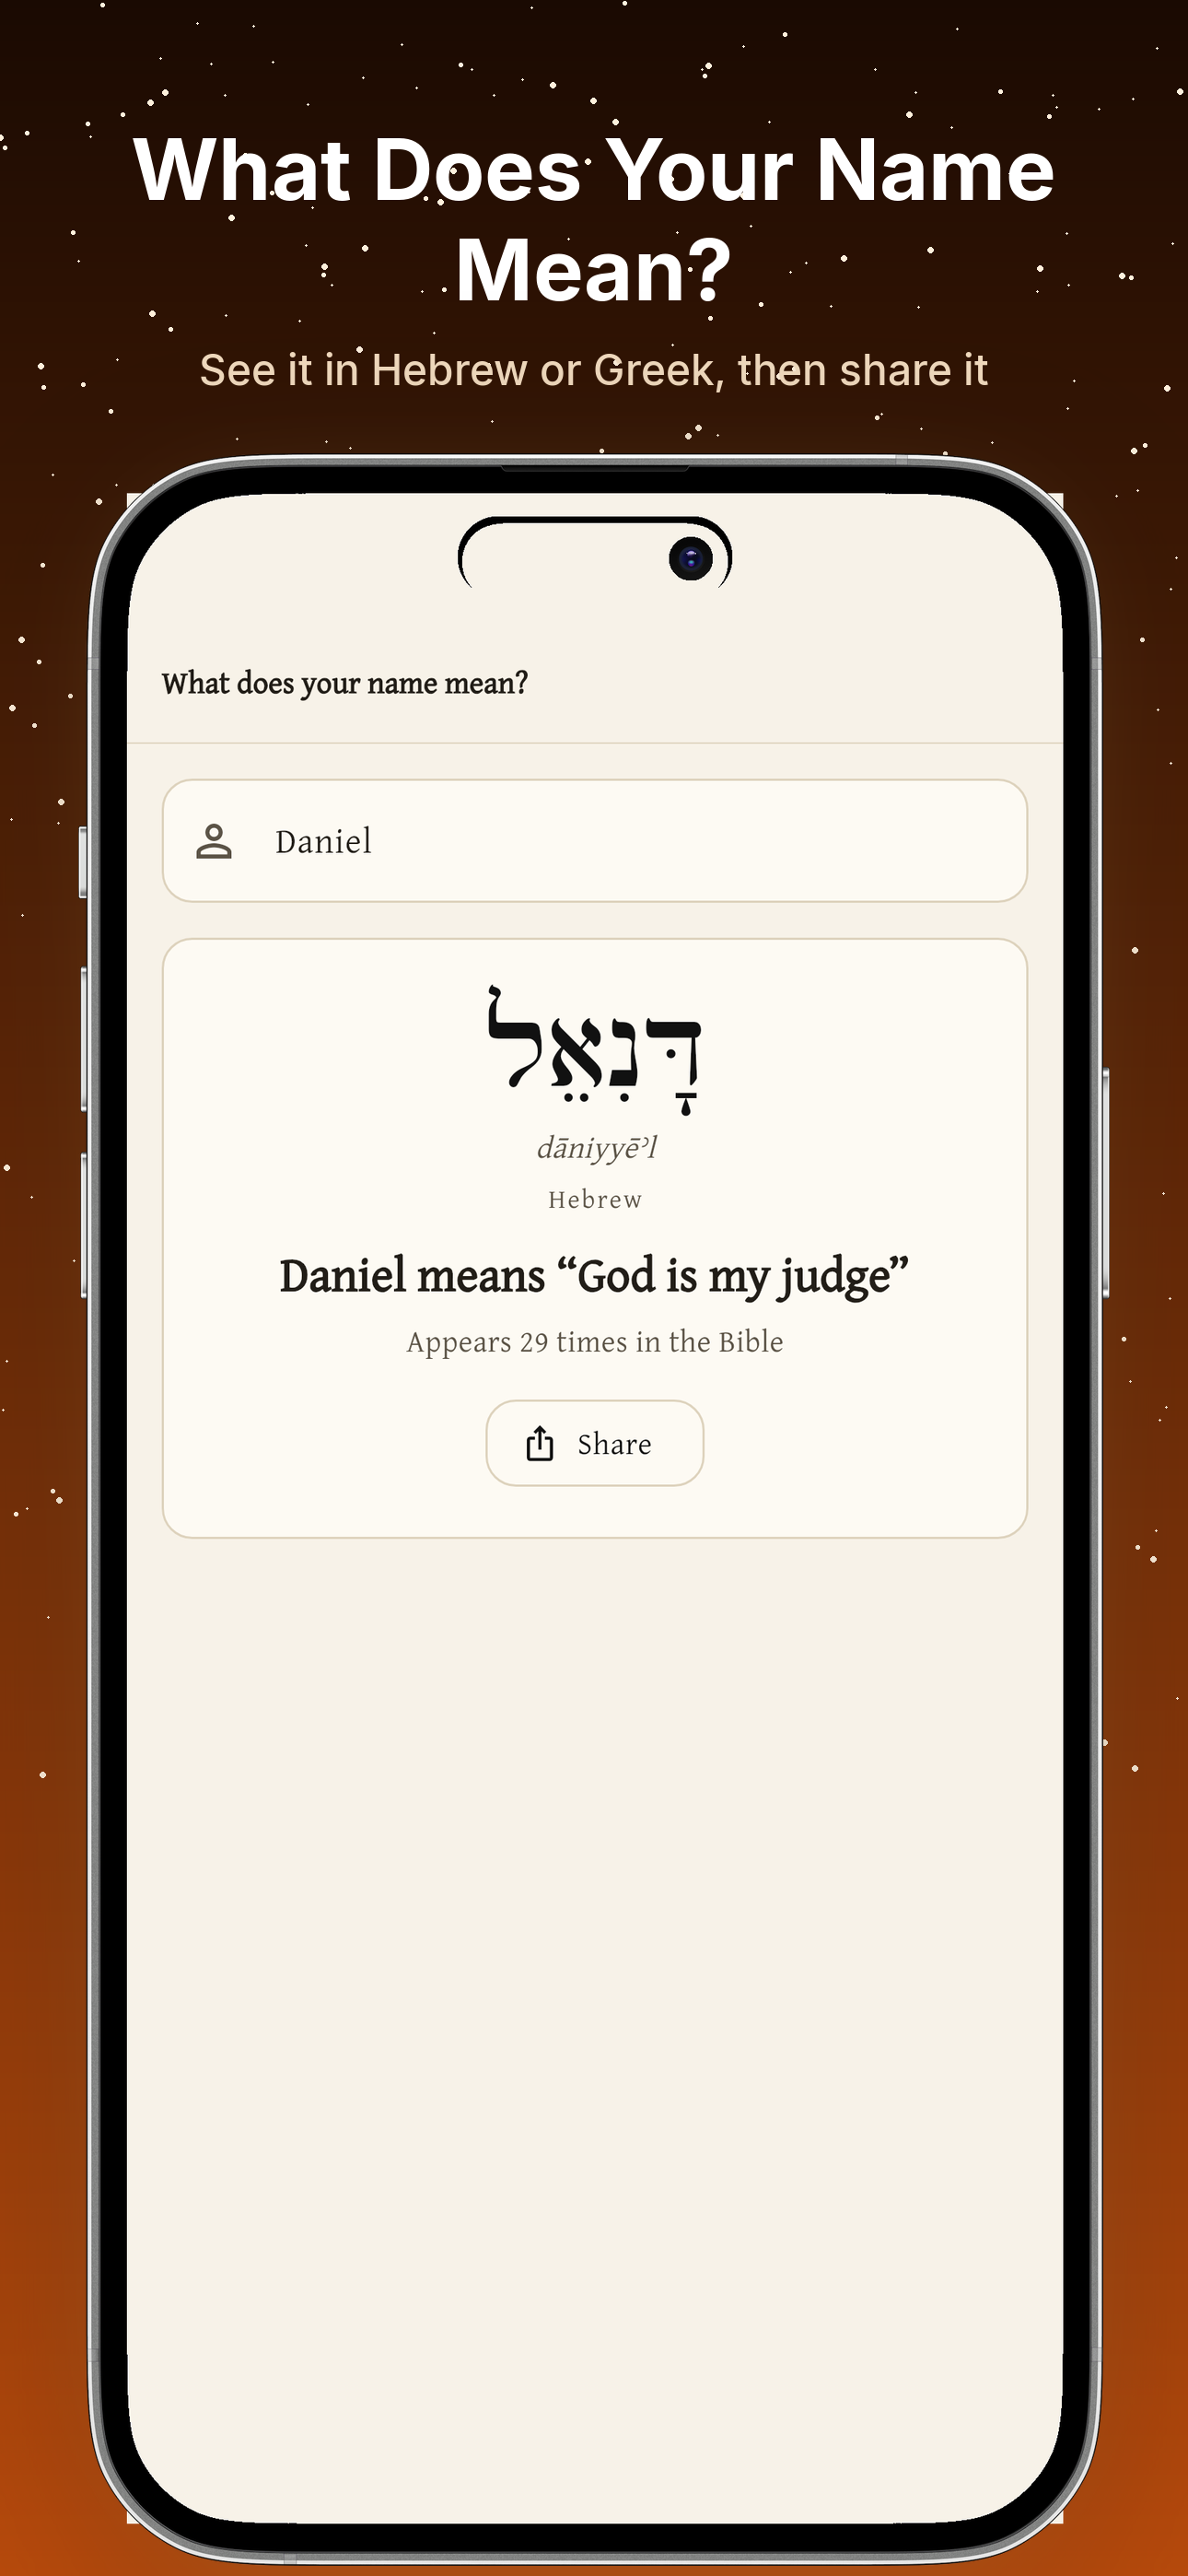 What Does Your Name
Mean?
See it in Hebrew or Greek, then share it
What does your name mean?
Daniel
דָּנִאֵל
dāniyyēʾl
Hebrew
Daniel means “God is my judge”
Appears 29 times in the Bible
Share